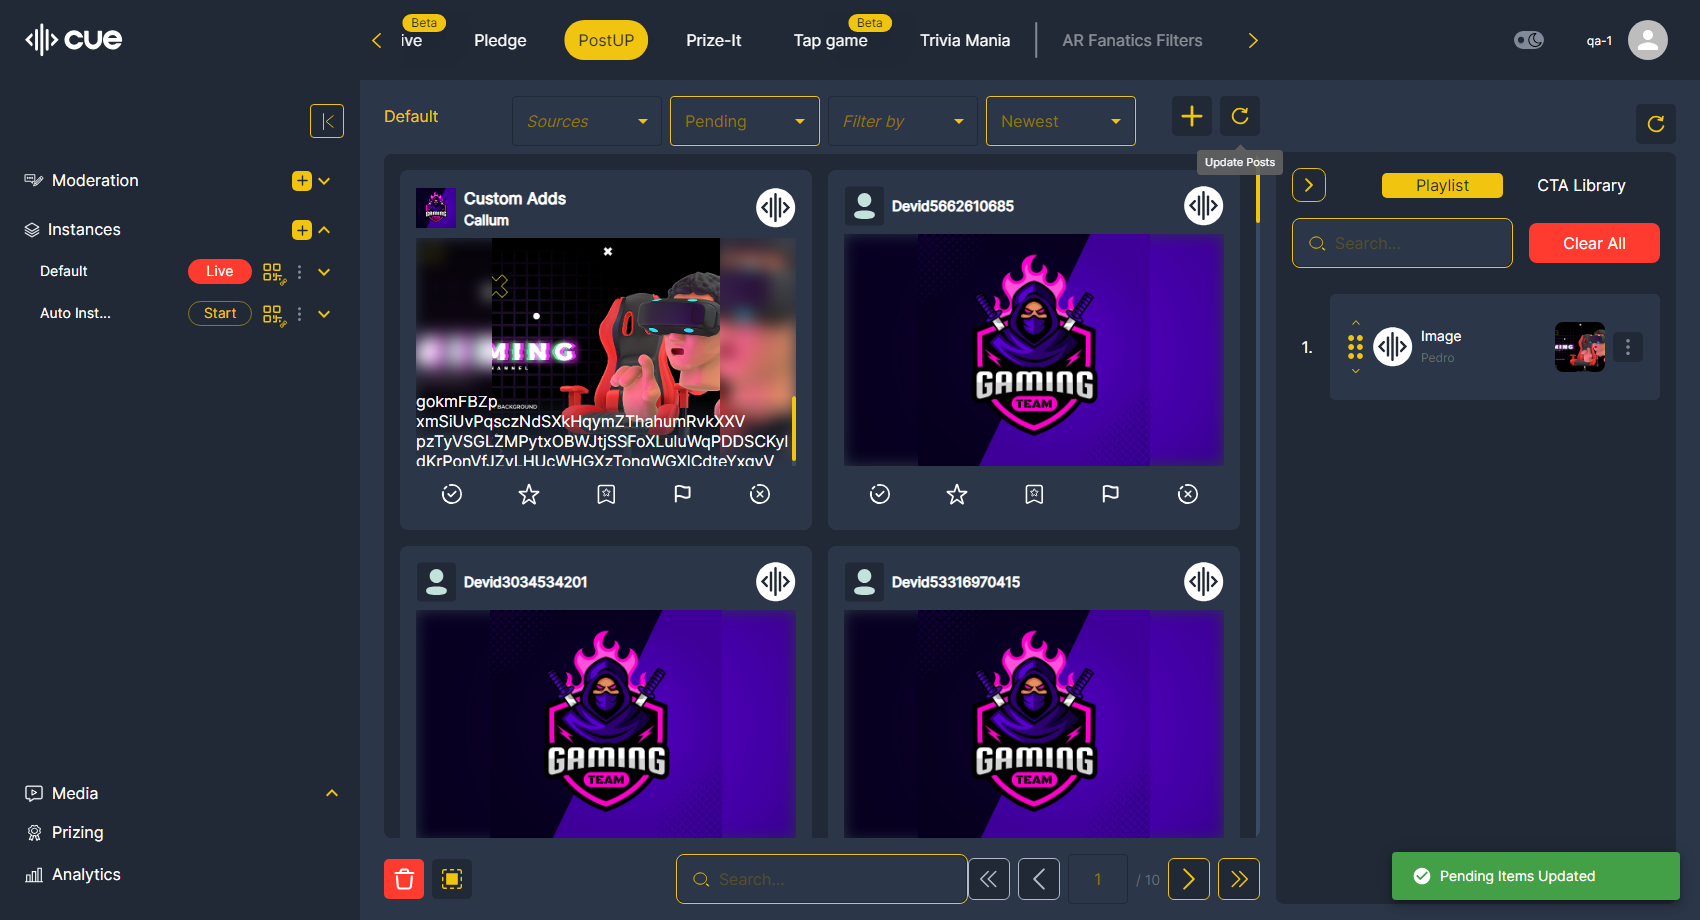 cue
Beta
ive
Pledge
PostUP
Prize-It
Beta
Tap game
Trivia Mania
AR Fanatics Filters
qa-1
Moderation
Instances
Default
Live
Auto Inst...
Start
Media
Prizing
Analytics
Default
Sources
Pending
Filter by
Newest
Update Posts
Custom Adds
Callum
MING
CHANNEL
BACKGROUND
gokmFBZp
xmSiUvPqsczNdSXkHqymZThahumRvkXXV
pzTyVSGLZMPytxOBWJtjSSFoXLuluWqPDDSCKyl
Devid5662610685
GAMING
TEAM
Devid3034534201
GAMING
TEAM
Devid53316970415
GAMING
TEAM
Search...
1
/ 10
Playlist
CTA Library
Search...
Clear All
1.
Image
Pedro
Pending Items Updated